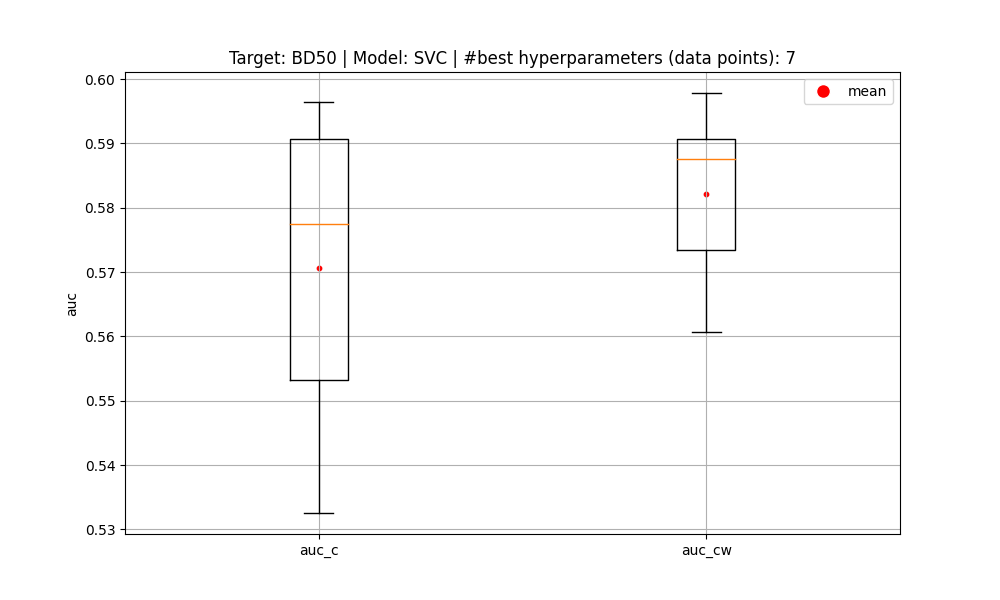 Target: BD50 | Model: SVC | #best hyperparameters (data points): 7
mean
0.60
0.59
0.58
0.57
0.56
0.55
0.54
0.53
auc
auc_c
auc_cw